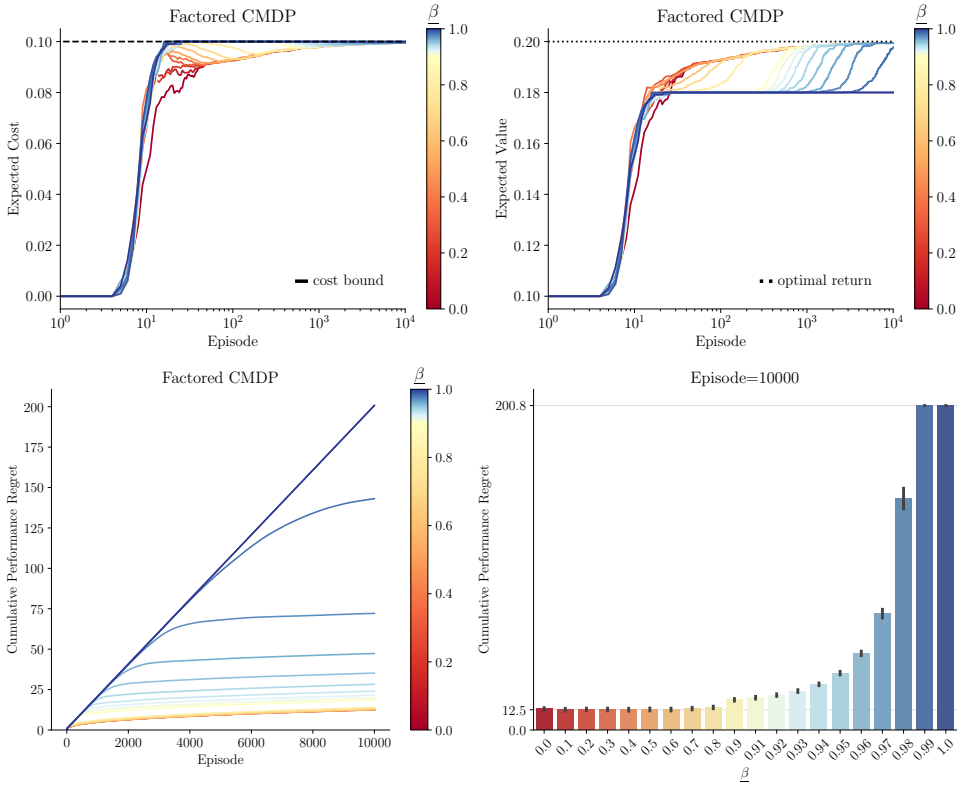 Factored CMDP
β
Expected Cost
0.10
0.08
0.06
0.04
0.02
0.00
cost bound
10^0 10^1 10^2 10^3 10^4
Episode
1.0
0.8
0.6
0.4
0.2
0.0
Factored CMDP
β
Expected Value
0.20
0.18
0.16
0.14
0.12
0.10
optimal return
10^0 10^1 10^2 10^3 10^4
Episode
1.0
0.8
0.6
0.4
0.2
0.0
Factored CMDP
β
Cumulative Performance Regret
200
175
150
125
100
75
50
25
0
0 2000 4000 6000 8000 10000
Episode
1.0
0.8
0.6
0.4
0.2
0.0
Episode=10000
Cumulative Performance Regret
200.8
12.5
0.0
0.0 0.1 0.2 0.3 0.4 0.5 0.6 0.7 0.8 0.9 0.91 0.92 0.93 0.94 0.95 0.96 0.97 0.98 0.99 1.0
β